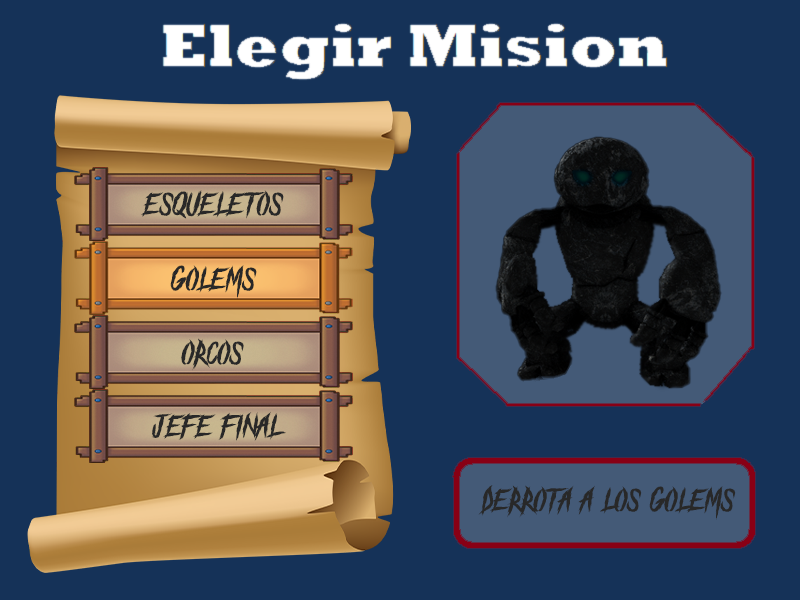 Elegir Mision
ESQUELETOS
GOLEMS
ORCOS
JEFE FINAL
DERROTA A LOS GOLEMS